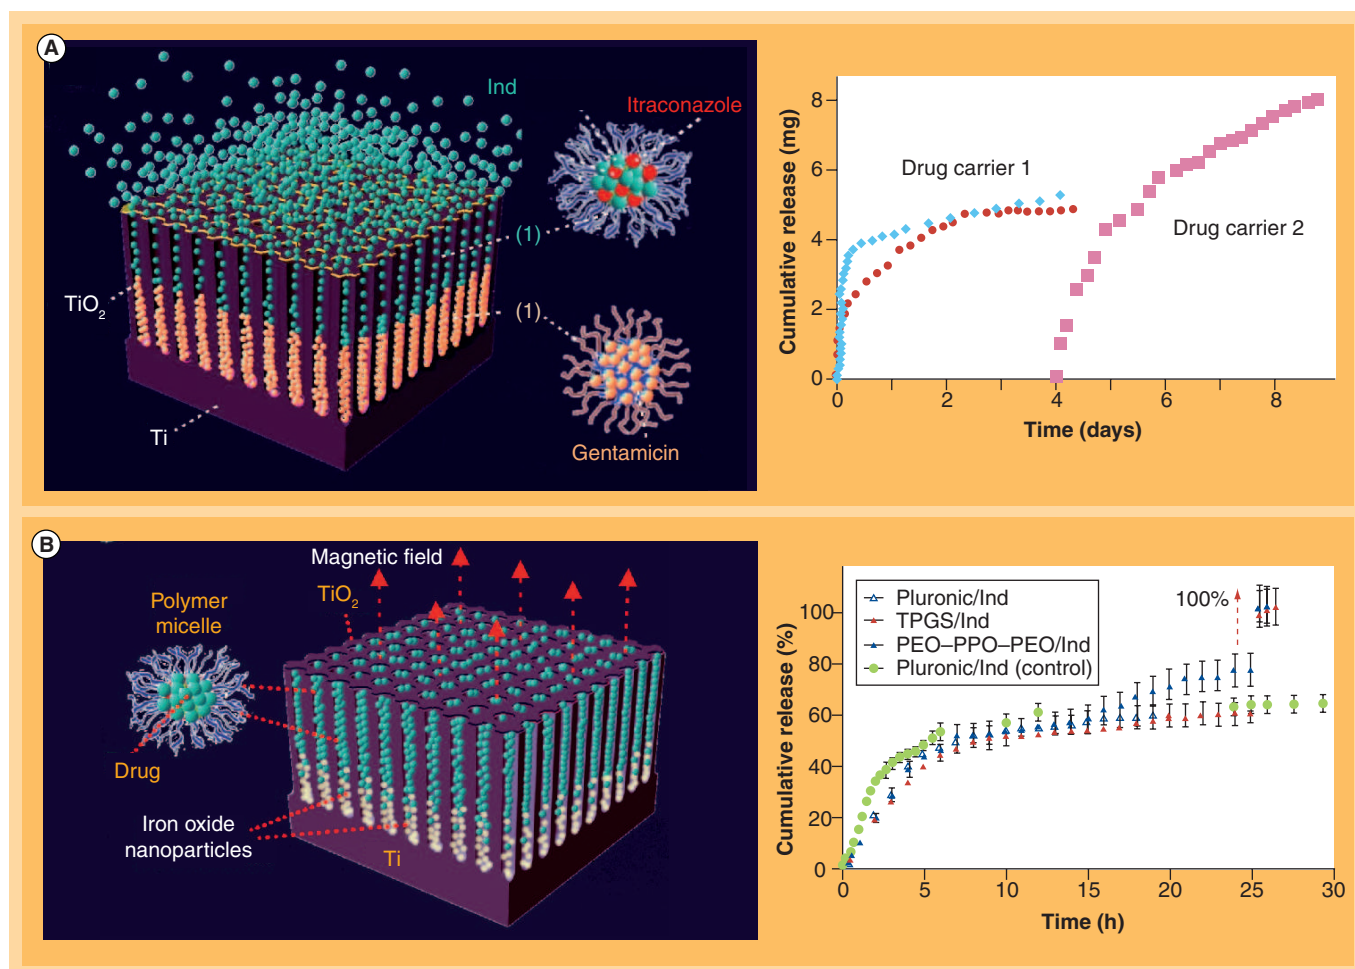 A
Ind
Itraconazole
(1)
TiO2
(1)
Ti
Gentamicin
Cumulative release (mg)
8
6
4
2
0
Drug carrier 1
Drug carrier 2
0
2
4
6
8
Time (days)
B
Magnetic field
TiO2
Polymer
micelle
Drug
Iron oxide
nanoparticles
Ti
Cumulative release (%)
100
80
60
40
20
0
Pluronic/Ind
TPGS/Ind
PEO–PPO–PEO/Ind
Pluronic/Ind (control)
100%
0
5
10
15
20
25
30
Time (h)